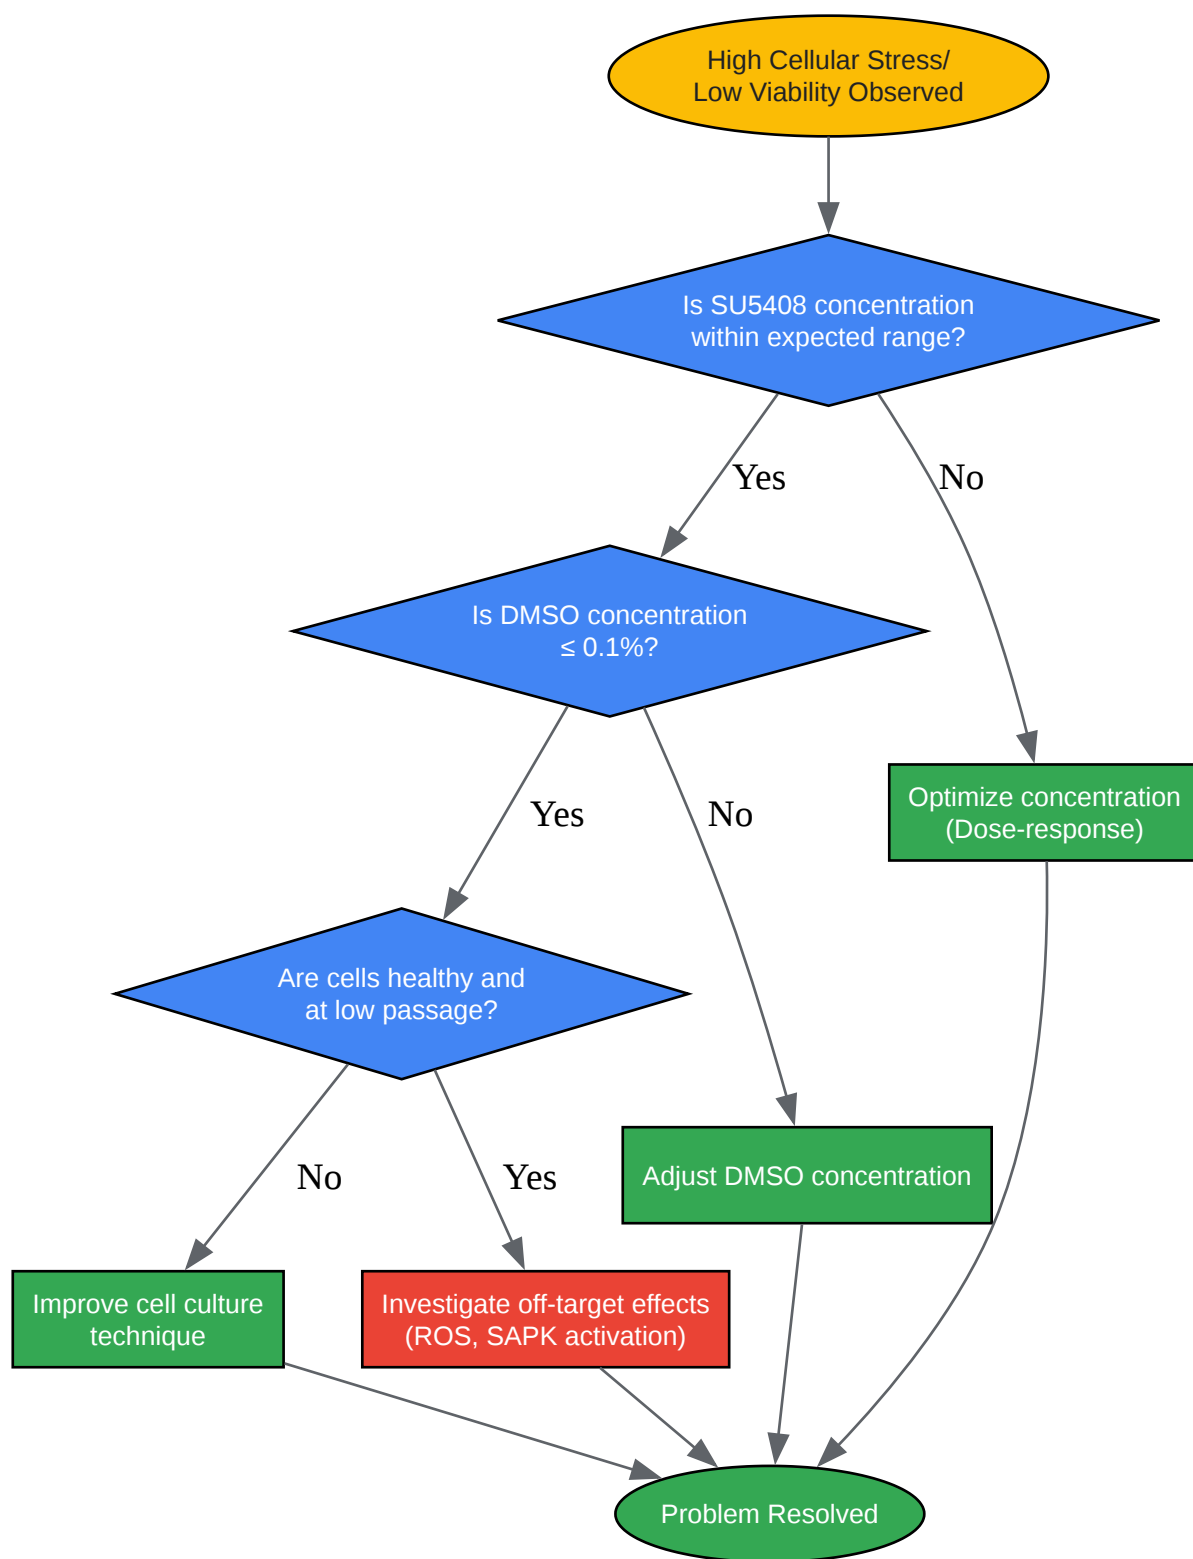 High Cellular Stress/
Low Viability Observed
Is SU5408 concentration
within expected range?
Yes
No
Is DMSO concentration
≤ 0.1%?
Optimize concentration
(Dose-response)
Yes
No
Are cells healthy and
at low passage?
No
Yes
Adjust DMSO concentration
Improve cell culture
technique
Investigate off-target effects
(ROS, SAPK activation)
Problem Resolved